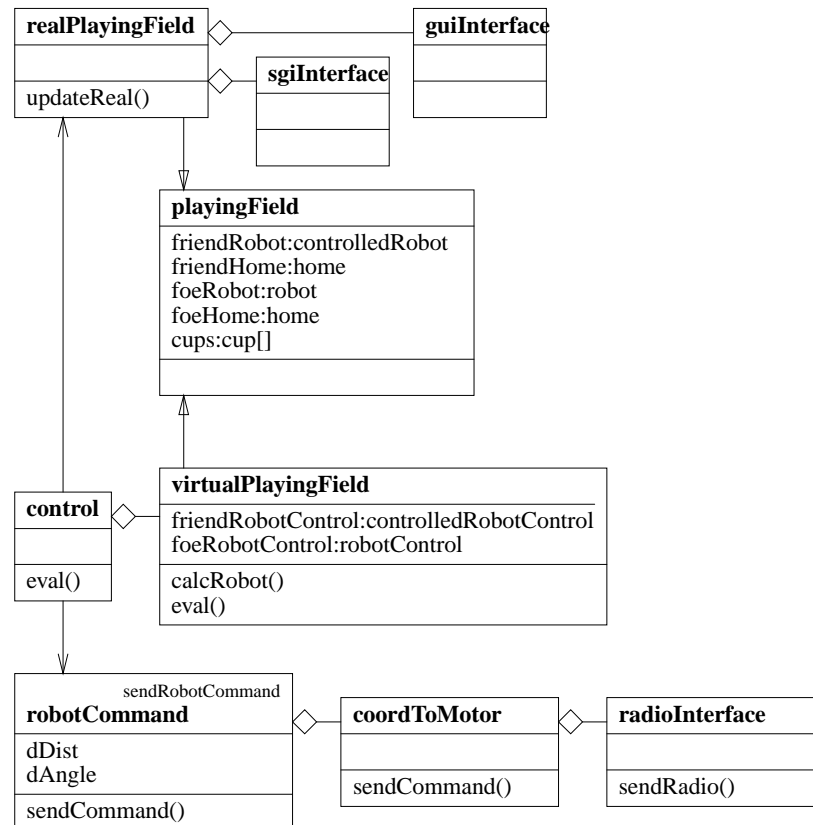 realPlayingField
updateReal()
guiInterface
sgiInterface
playingField
friendRobot:controlledRobot
friendHome:home
foeRobot:robot
foeHome:home
cups:cup[]
virtualPlayingField
friendRobotControl:controlledRobotControl
foeRobotControl:robotControl
calcRobot()
eval()
control
eval()
sendRobotCommand
robotCommand
dDist
dAngle
sendCommand()
coordToMotor
sendCommand()
radioInterface
sendRadio()